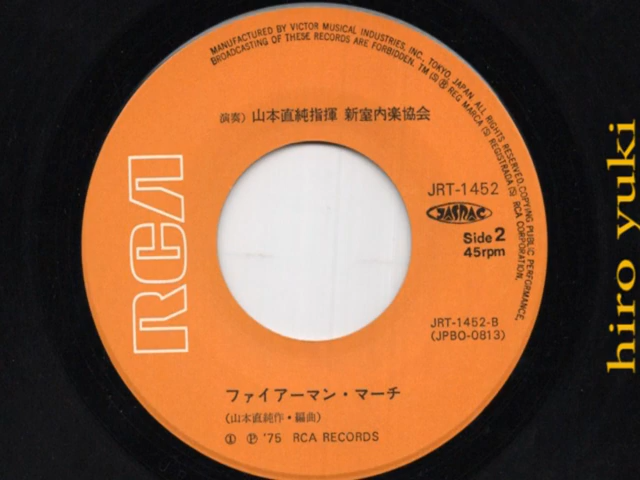 MANUFACTURED BY VICTOR MUSICAL INDUSTRIES, INC., TOKYO, JAPAN. ALL RIGHTS RESERVED, COPYING PUBLIC PERFORMANCE,
BROADCASTING OF THESE RECORDS ARE FORBIDDEN. TM(S) ® REG MARCA(S) REGISTRADA(S) RCA CORPORATION,
演奏) 山本直純指揮 新室内楽協会
RCA
JRT-1452
JASRAC
Side 2
45rpm
JRT-1452-B
(JPBO-0813)
ファイアーマン・マーチ
(山本直純作・編曲)
① Ⓟ '75 RCA RECORDS
hiro yuki